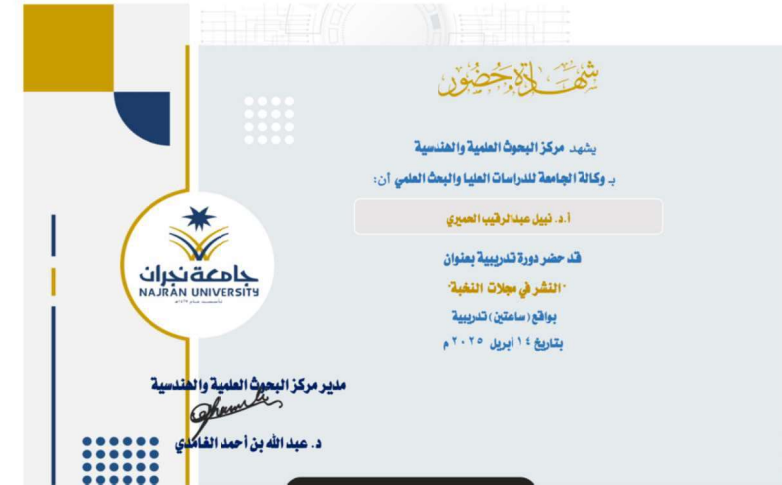 شهادة حضور
يشهد مركز البحوث العلمية والهندسية
بـ وكالة الجامعة للدراسات العليا والبحث العلمي أن:
أ.د. نبيل عبدالرقيب الحميري
قد حضر دورة تدريبية بعنوان
"النشر في مجلات النخبة"
بواقع (ساعتين) تدريبية
بتاريخ ١٤ أبريل ٢٠٢٥ م
جامعة نجران
NAJRAN UNIVERSITY
مدير مركز البحوث العلمية والهندسية
د. عبد الله بن أحمد الغامدي